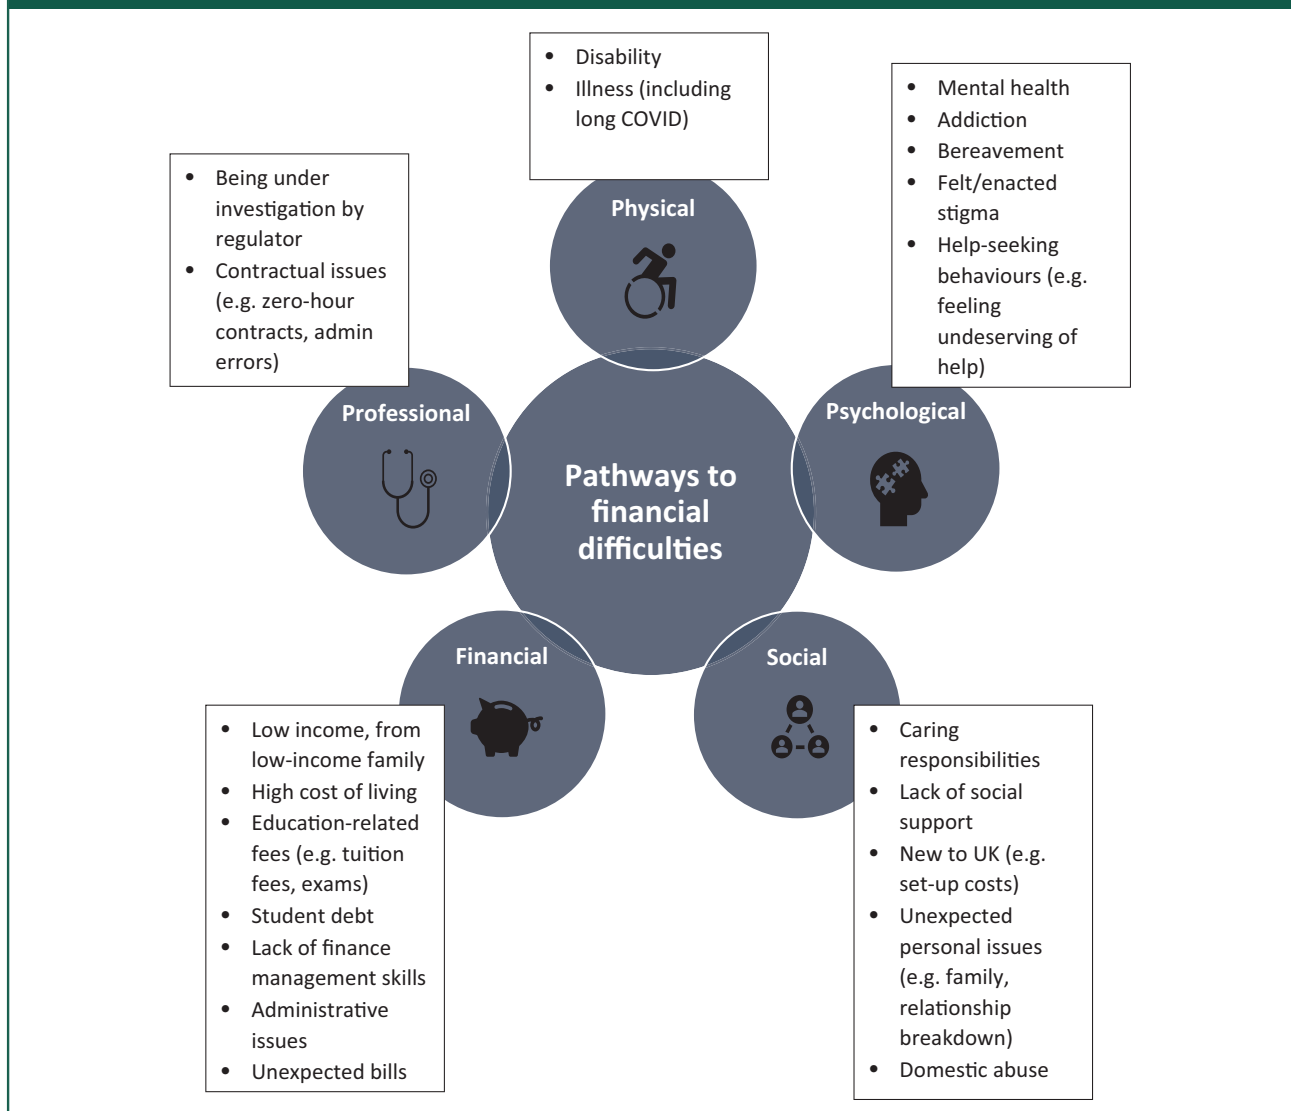 • Disability
• Illness (including
long COVID)
Physical
• Mental health
• Addiction
• Bereavement
• Felt/enacted
stigma
• Help-seeking
behaviours (e.g.
feeling
undeserving of
help)
Psychological
• Being under
investigation by
regulator
• Contractual issues
(e.g. zero-hour
contracts, admin
errors)
Professional
Pathways to
financial
difficulties
Financial
• Low income, from
low-income family
• High cost of living
• Education-related
fees (e.g. tuition
fees, exams)
• Student debt
• Lack of finance
management skills
• Administrative
issues
• Unexpected bills
Social
• Caring
responsibilities
• Lack of social
support
• New to UK (e.g.
set-up costs)
• Unexpected
personal issues
(e.g. family,
relationship
breakdown)
• Domestic abuse